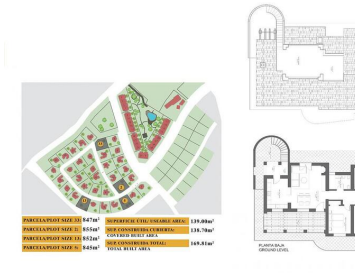 PARCELA/PLOT SIZE 11: 847m²
PARCELA/PLOT SIZE 2: 855m²
PARCELA/PLOT SIZE 13: 852m²
PARCELA/PLOT SIZE 5: 845m²
SUPERFICIE ÚTIL/ USEABLE AREA: 139.00m²
SUP. CONSTRUIDA CUBIERTA: 138.70m²
COVERED BUILT AREA
SUP. CONSTRUIDA TOTAL: 169.81m²
TOTAL BUILT AREA
PLANTA BAJA
GROUND LEVEL